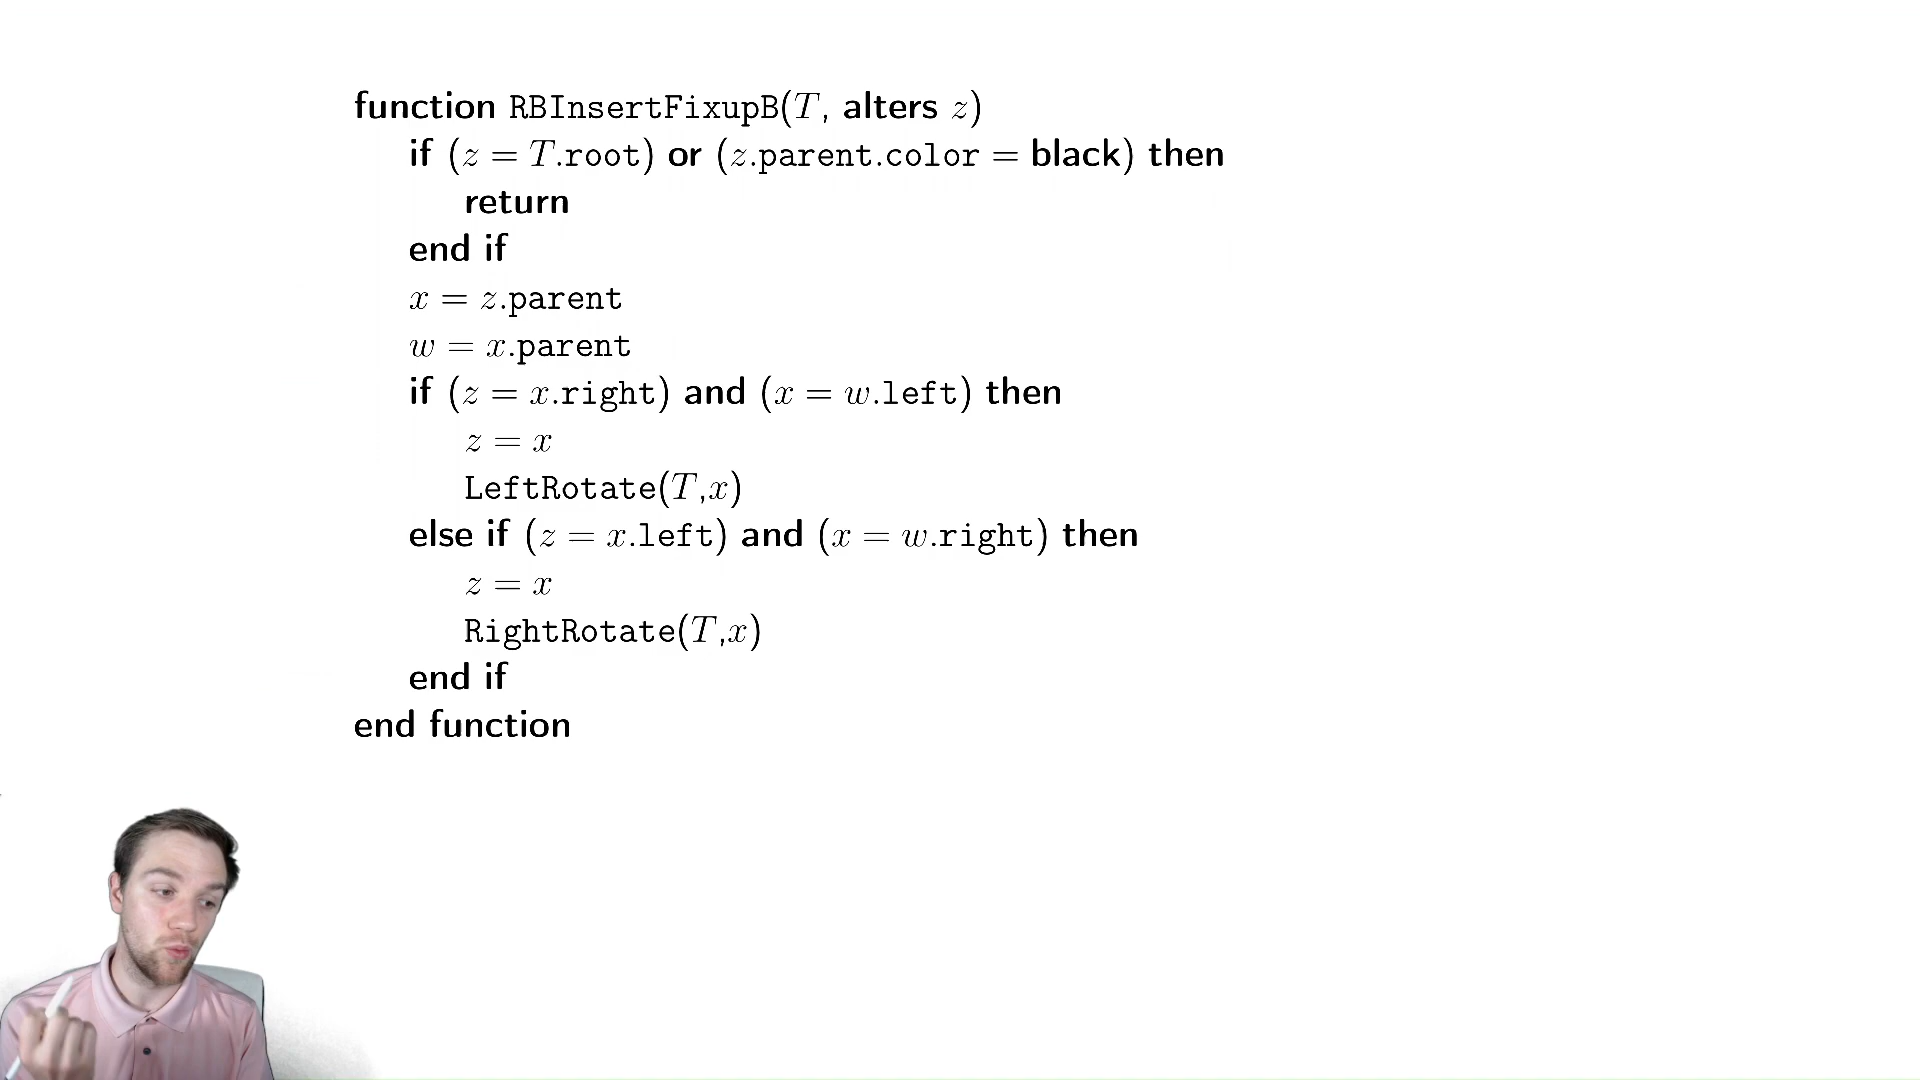 function RBInsertFixupB(T, alters z)
if (z = T.root) or (z.parent.color = black) then
return
end if
x = z.parent
w = x.parent
if (z = x.right) and (x = w.left) then
z = x
LeftRotate(T,x)
else if (z = x.left) and (x = w.right) then
z = x
RightRotate(T,x)
end if
end function